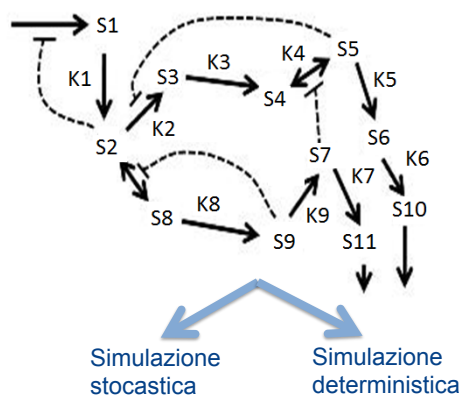 S1
K1
S2
K2
S3
K3
S4
K4
S5
K5
S6
K6
S7
K7
S10
S8
K8
S9
K9
S11
Simulazione
stocastica
Simulazione
deterministica